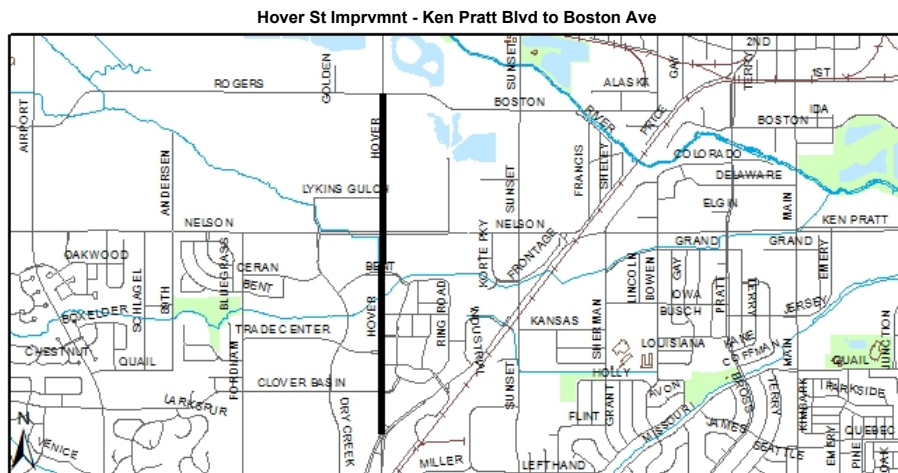 Hover St Imprvmnt - Ken Pratt Blvd to Boston Ave
2ND
SUNSET
GAY
TERRY
1ST
ROGERS
GOLDEN
ALASKA
BOSTON
RIVER
PRICE
IDA
BOSTON
AIRPORT
HOVER
ANDERSEN
FRANCIS
SHELEY
COLORADO
DELAWARE
LYKINS GULCH
SUNSET
ELGIN
MAIN
NELSON
NELSON
KEN PRATT
KORTE PKY
FRONTAGE
GRAND
GRAND
EMERY
OAKWOOD
BLUEGRASS
CERAN
BENT
BENT
LINCOLN
BOWEN
GAY
SCHLAGEL
89TH
IOWA
PRATT
TERRY
JERSEY
BOXELDER
HOVER
RING ROAD
INDUSTRIAL
KANSAS
SHERMAN
BUSCH
TRADE CENTER
LOUISIANA
KANE
COFFMAN
MAIN
JUNCTION
CHESTNUT
QUAIL
FORDHAM
CLOVER BASIN
SUNSET
HOLLY
QUAIL
AVON
GROSS
TERRY
KIMBARK
PARKSIDE
LARKSPUR
DRY CREEK
FLINT
GRANT
MISSOURI
JAMES
QUEBEC
N
VENICE
SEATTLE
EMERY
PINE
OAK
MILLER
LEFTHAND